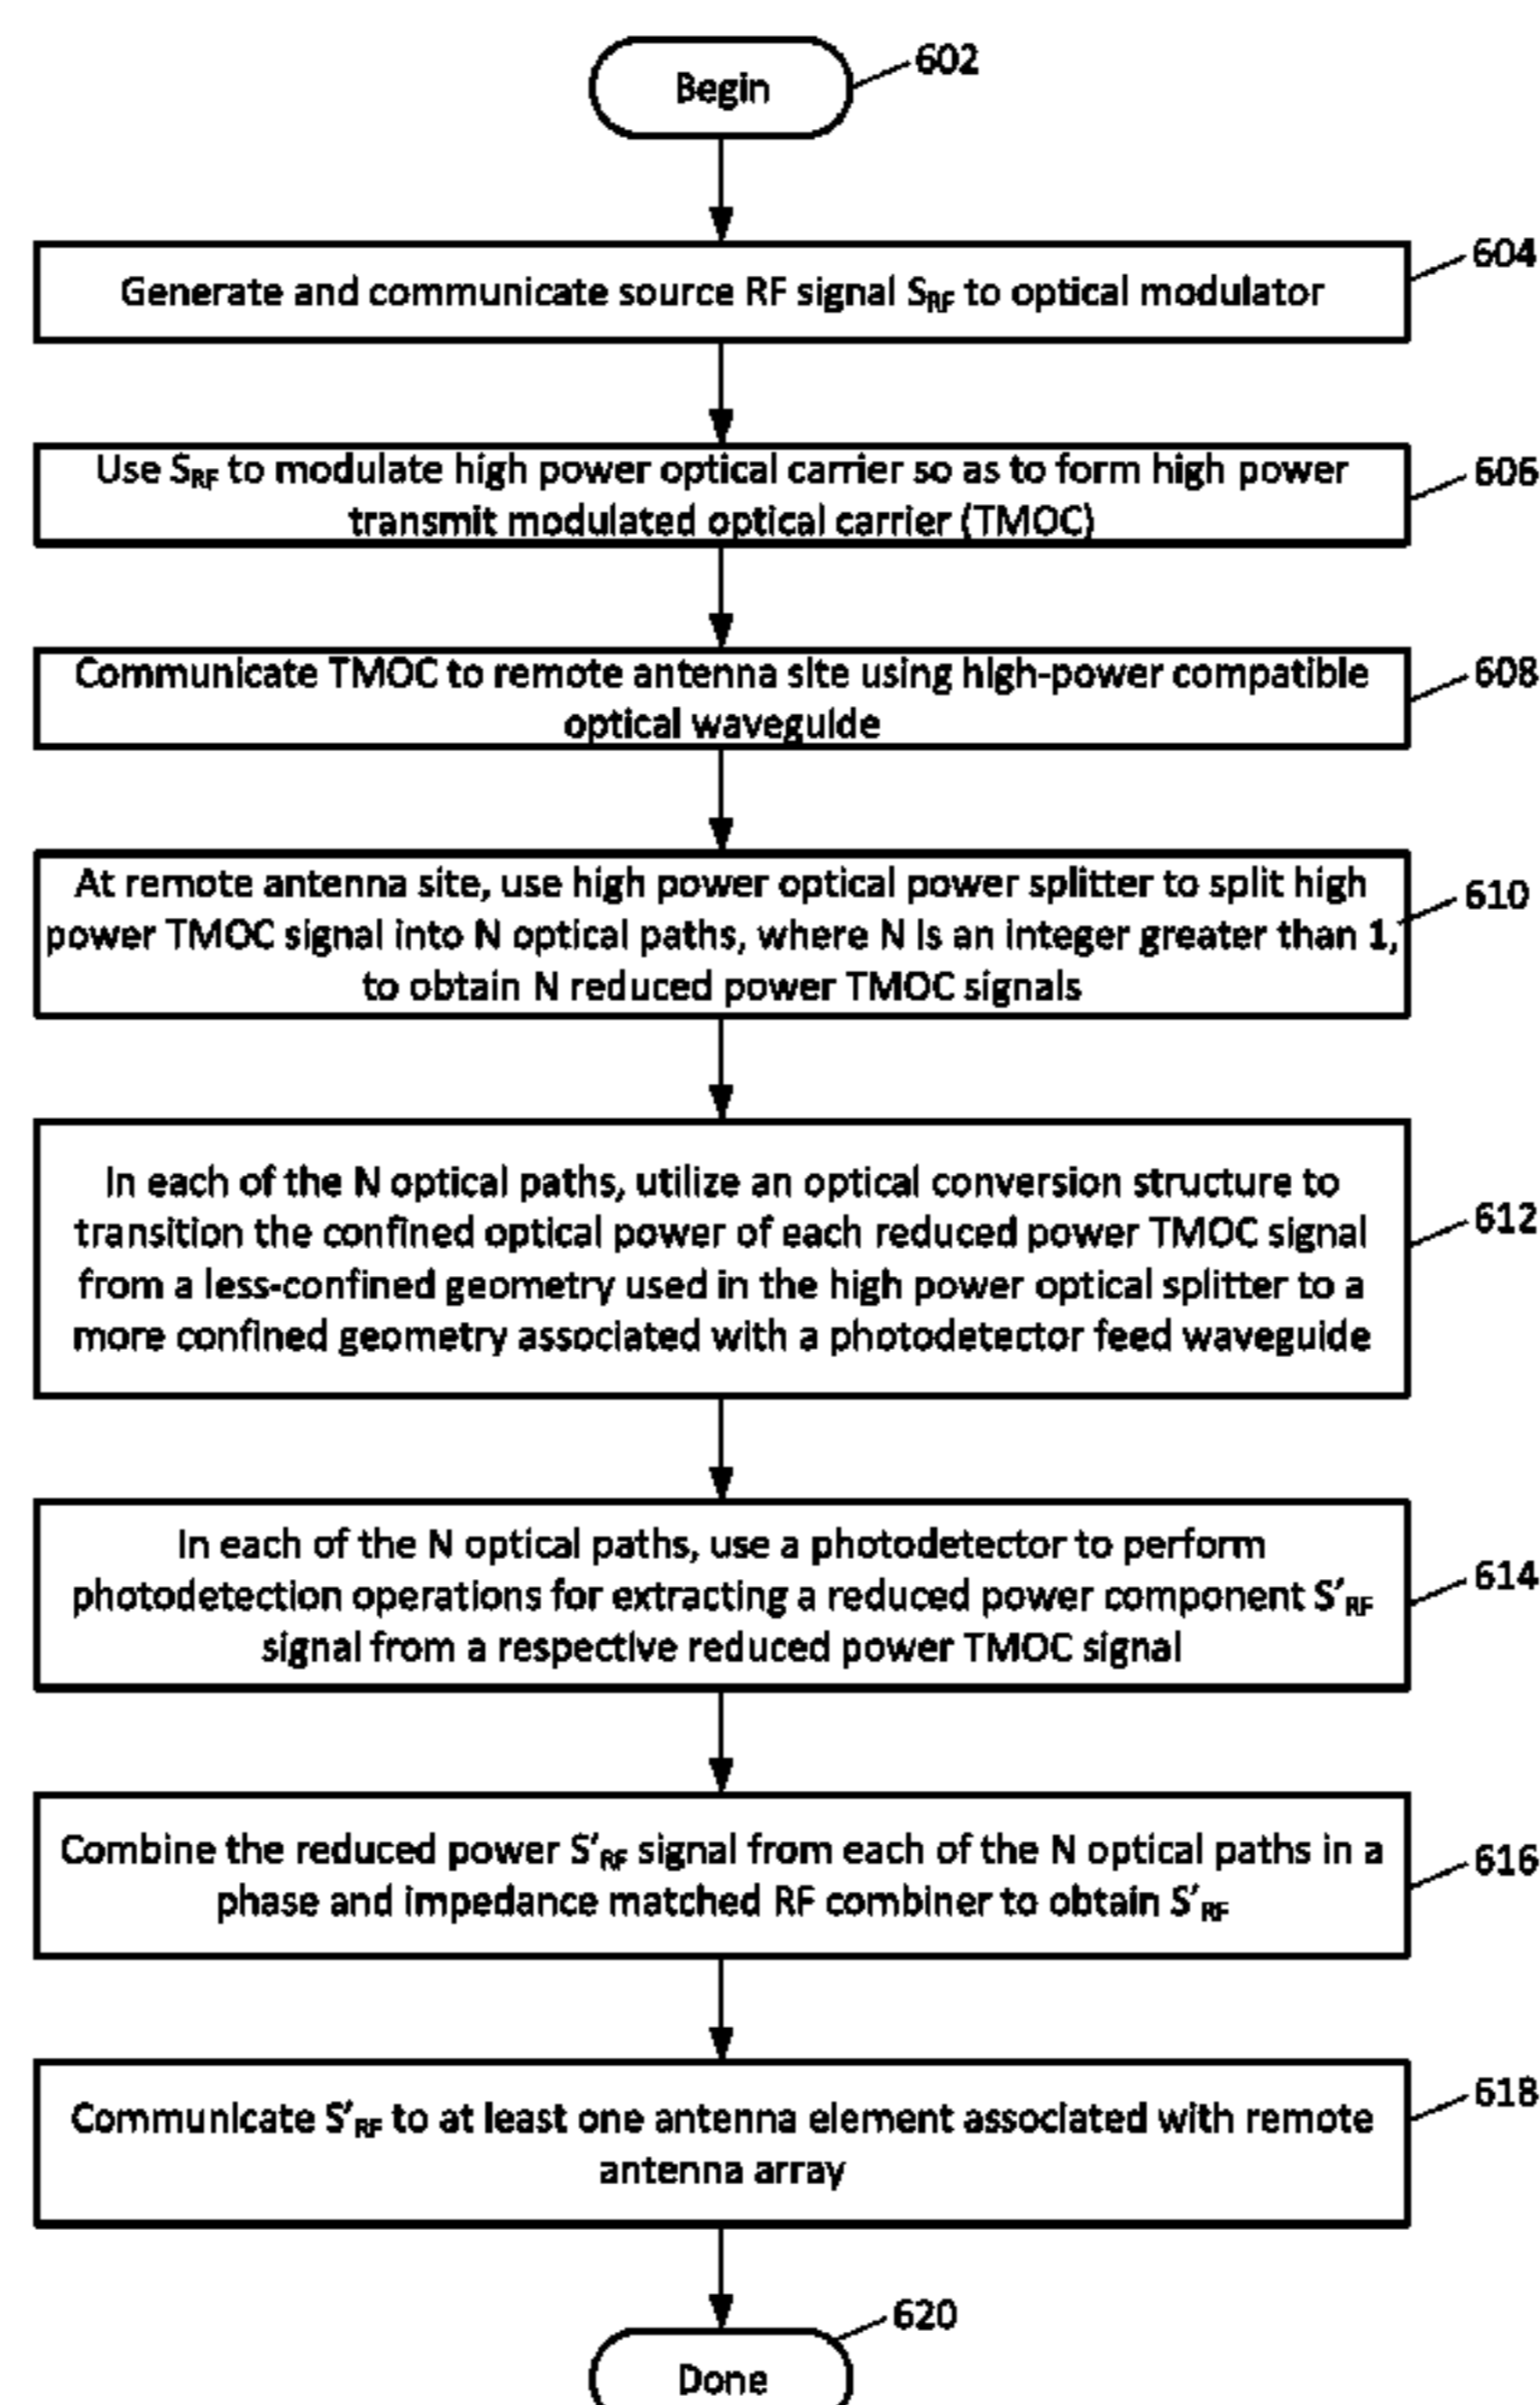 Begin
602
Generate and communicate source RF signal SRF to optical modulator
604
Use SRF to modulate high power optical carrier so as to form high power
transmit modulated optical carrier (TMOC)
606
Communicate TMOC to remote antenna site using high-power compatible
optical waveguide
608
At remote antenna site, use high power optical power splitter to split high
power TMOC signal into N optical paths, where N is an integer greater than 1,
to obtain N reduced power TMOC signals
610
In each of the N optical paths, utilize an optical conversion structure to
transition the confined optical power of each reduced power TMOC signal
from a less-confined geometry used in the high power optical splitter to a
more confined geometry associated with a photodetector feed waveguide
612
In each of the N optical paths, use a photodetector to perform
photodetection operations for extracting a reduced power component S'RF
signal from a respective reduced power TMOC signal
614
Combine the reduced power S'RF signal from each of the N optical paths in a
phase and impedance matched RF combiner to obtain S'RF
616
Communicate S'RF to at least one antenna element associated with remote
antenna array
618
620
Done